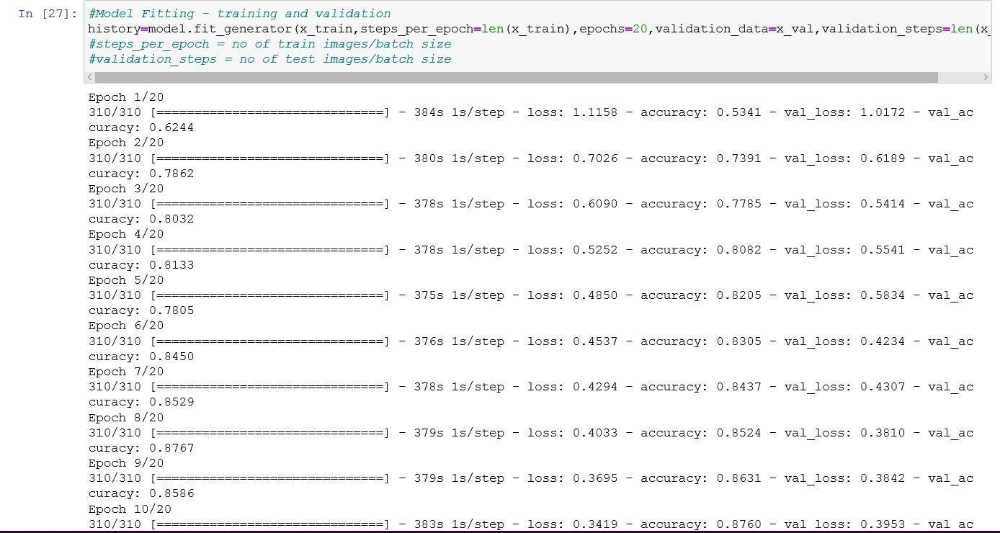 In [27]: #Model Fitting - training and validation
history=model.fit_generator(x_train,steps_per_epoch=len(x_train),epochs=20,validation_data=x_val,validation_steps=len(x_
#steps_per_epoch = no of train images/batch size
#validation_steps = no of test images/batch size
Epoch 1/20
310/310 [==============================] - 384s 1s/step - loss: 1.1158 - accuracy: 0.5341 - val_loss: 1.0172 - val_ac
curacy: 0.6244
Epoch 2/20
310/310 [==============================] - 380s 1s/step - loss: 0.7026 - accuracy: 0.7391 - val_loss: 0.6189 - val_ac
curacy: 0.7862
Epoch 3/20
310/310 [==============================] - 378s 1s/step - loss: 0.6090 - accuracy: 0.7785 - val_loss: 0.5414 - val_ac
curacy: 0.8032
Epoch 4/20
310/310 [==============================] - 378s 1s/step - loss: 0.5252 - accuracy: 0.8082 - val_loss: 0.5541 - val_ac
curacy: 0.8133
Epoch 5/20
310/310 [==============================] - 375s 1s/step - loss: 0.4850 - accuracy: 0.8205 - val_loss: 0.5834 - val_ac
curacy: 0.7805
Epoch 6/20
310/310 [==============================] - 376s 1s/step - loss: 0.4537 - accuracy: 0.8305 - val_loss: 0.4234 - val_ac
curacy: 0.8450
Epoch 7/20
310/310 [==============================] - 378s 1s/step - loss: 0.4294 - accuracy: 0.8437 - val_loss: 0.4307 - val_ac
curacy: 0.8529
Epoch 8/20
310/310 [==============================] - 379s 1s/step - loss: 0.4033 - accuracy: 0.8524 - val_loss: 0.3810 - val_ac
curacy: 0.8767
Epoch 9/20
310/310 [==============================] - 379s 1s/step - loss: 0.3695 - accuracy: 0.8631 - val_loss: 0.3842 - val_ac
curacy: 0.8586
Epoch 10/20
310/310 [==============================] - 383s 1s/step - loss: 0.3419 - accuracy: 0.8760 - val_loss: 0.3953 - val_ac